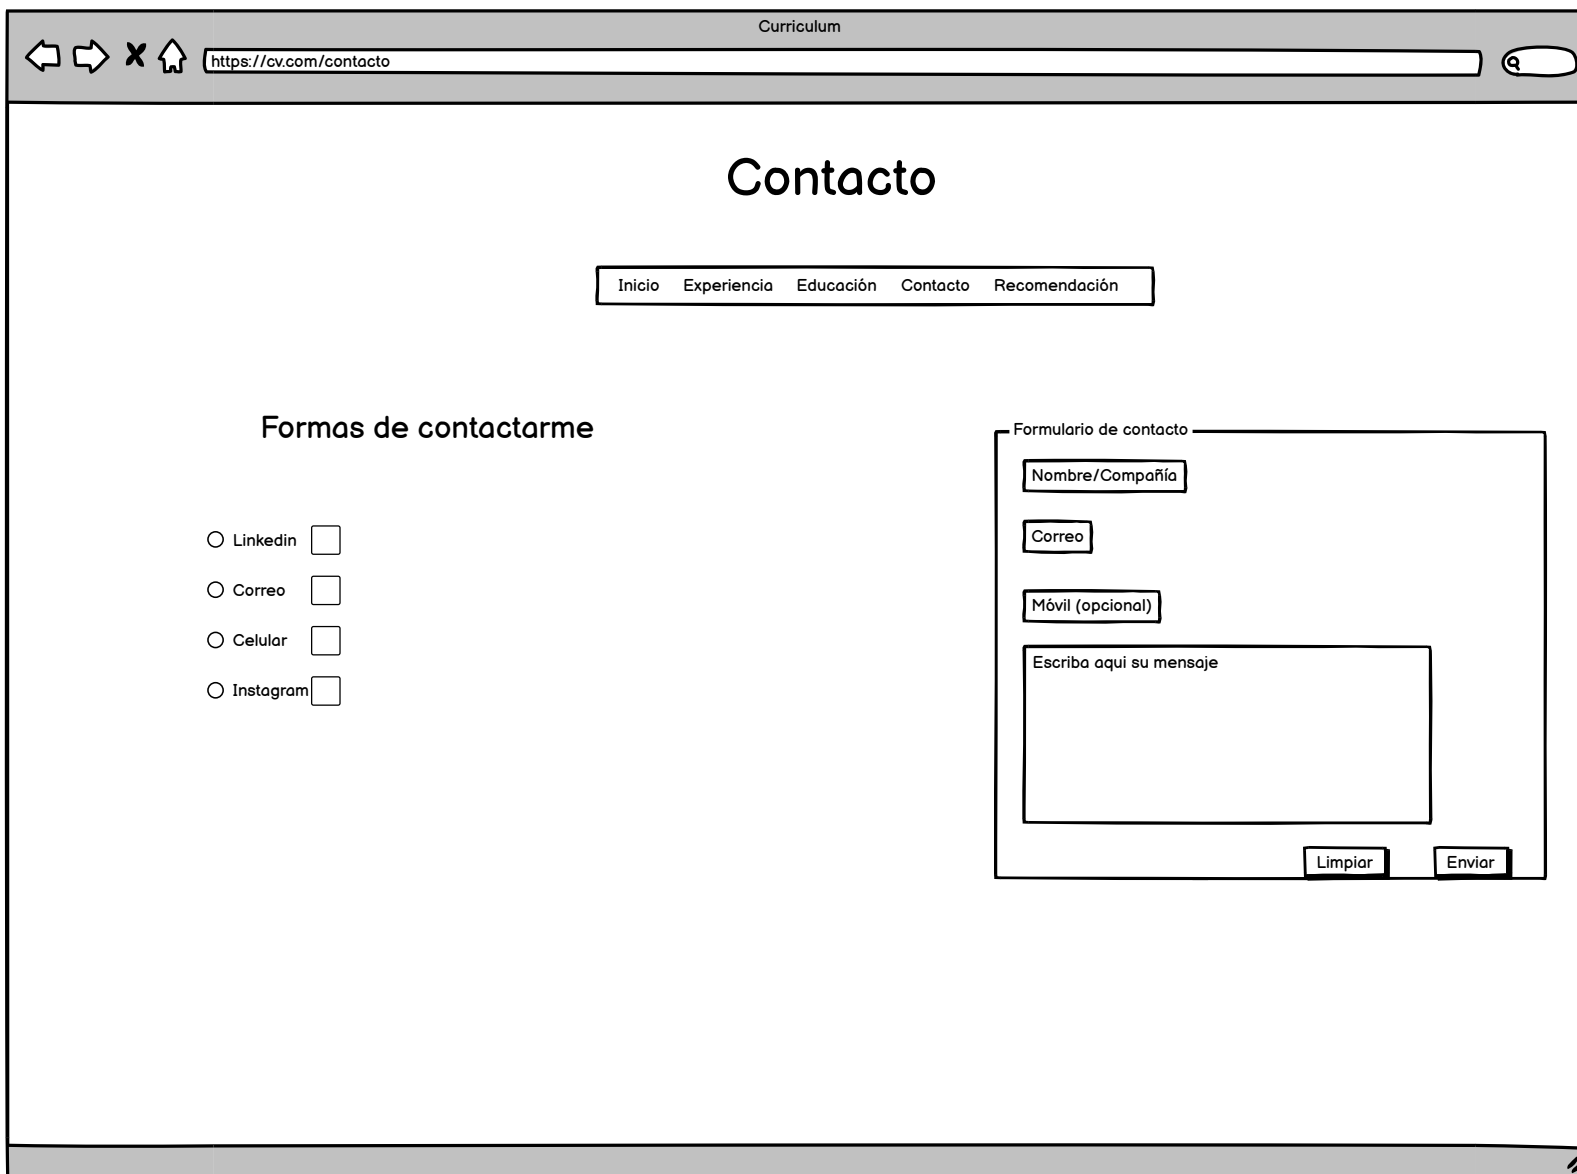 Curriculum
https://cv.com/contacto
Contacto
Inicio Experiencia Educación Contacto Recomendación
Formas de contactarme
Linkedin
Correo
Celular
Instagram
Formulario de contacto
Nombre/Compañía
Correo
Móvil (opcional)
Escriba aqui su mensaje
Limpiar Enviar